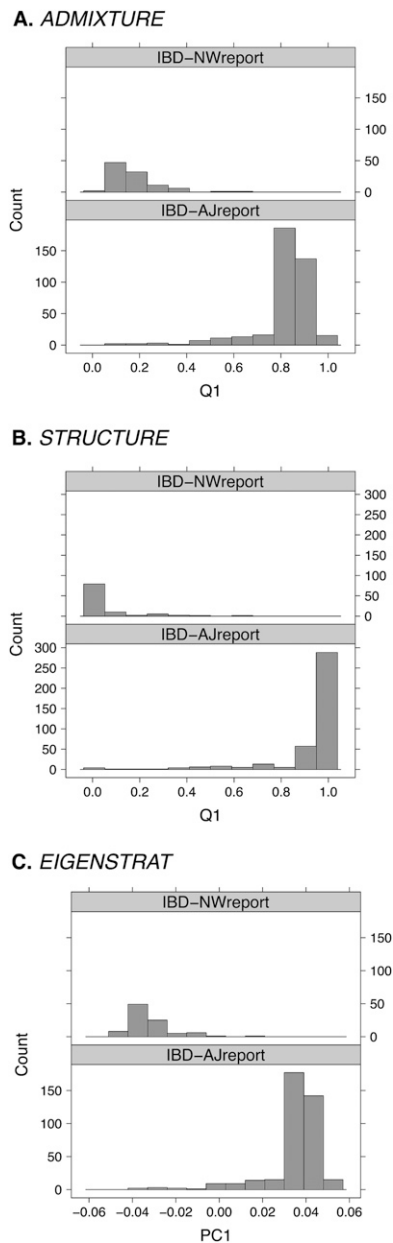 A. ADMIXTURE
IBD-NWreport
150
100
50
0
IBD-AJreport
150
100
50
0
Count
0.0 0.2 0.4 0.6 0.8 1.0
Q1
B. STRUCTURE
IBD-NWreport
300
250
200
150
100
50
0
IBD-AJreport
300
250
200
150
100
50
0
Count
0.0 0.2 0.4 0.6 0.8 1.0
Q1
C. EIGENSTRAT
IBD-NWreport
150
100
50
0
IBD-AJreport
150
100
50
0
Count
−0.06 −0.04 −0.02 0.00 0.02 0.04 0.06
PC1